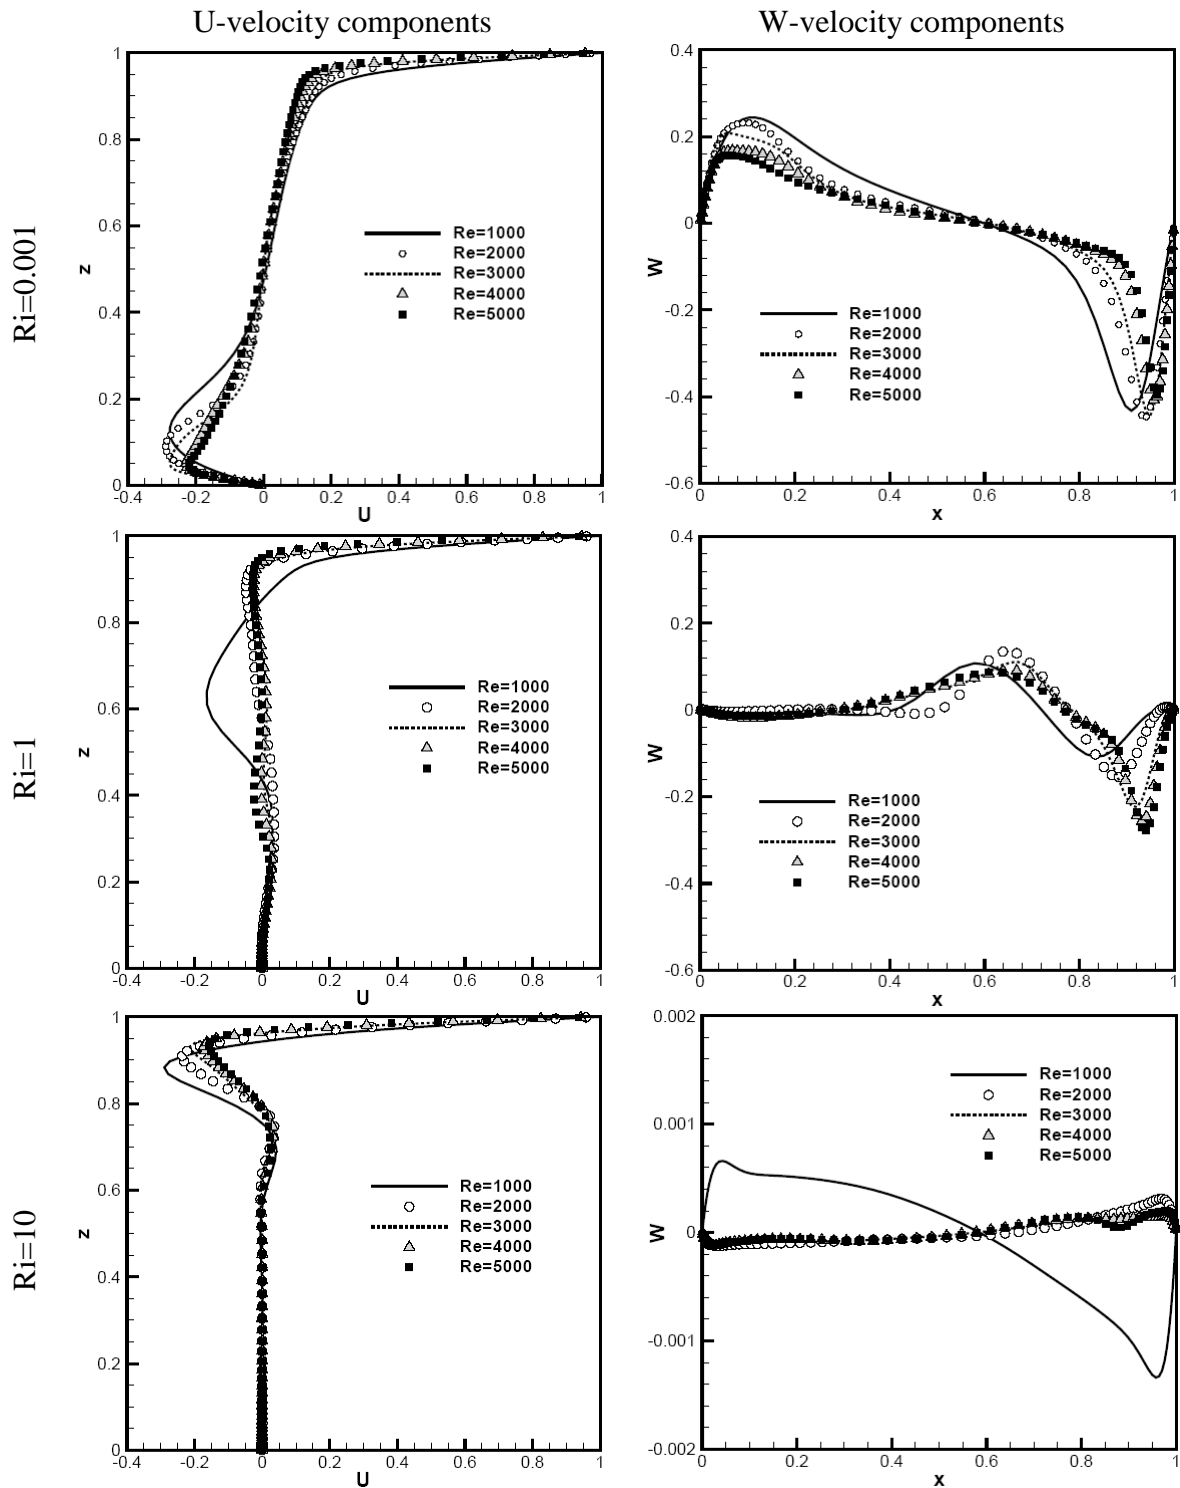 U-velocity components
W-velocity components
Ri=0.001
1
0.8
0.6
0.4
0.2
0
z
-0.4 -0.2 0 0.2 0.4 0.6 0.8 1
U
Re=1000
Re=2000
Re=3000
Re=4000
Re=5000
0.4
0.2
0
-0.2
-0.4
-0.6
W
0 0.2 0.4 0.6 0.8 1
x
Re=1000
Re=2000
Re=3000
Re=4000
Re=5000
Ri=1
1
0.8
0.6
0.4
0.2
0
z
-0.4 -0.2 0 0.2 0.4 0.6 0.8 1
U
Re=1000
Re=2000
Re=3000
Re=4000
Re=5000
0.4
0.2
0
-0.2
-0.4
-0.6
W
0 0.2 0.4 0.6 0.8 1
x
Re=1000
Re=2000
Re=3000
Re=4000
Re=5000
Ri=10
1
0.8
0.6
0.4
0.2
0
z
-0.4 -0.2 0 0.2 0.4 0.6 0.8 1
U
Re=1000
Re=2000
Re=3000
Re=4000
Re=5000
0.002
0.001
0
-0.001
-0.002
W
0 0.2 0.4 0.6 0.8 1
x
Re=1000
Re=2000
Re=3000
Re=4000
Re=5000